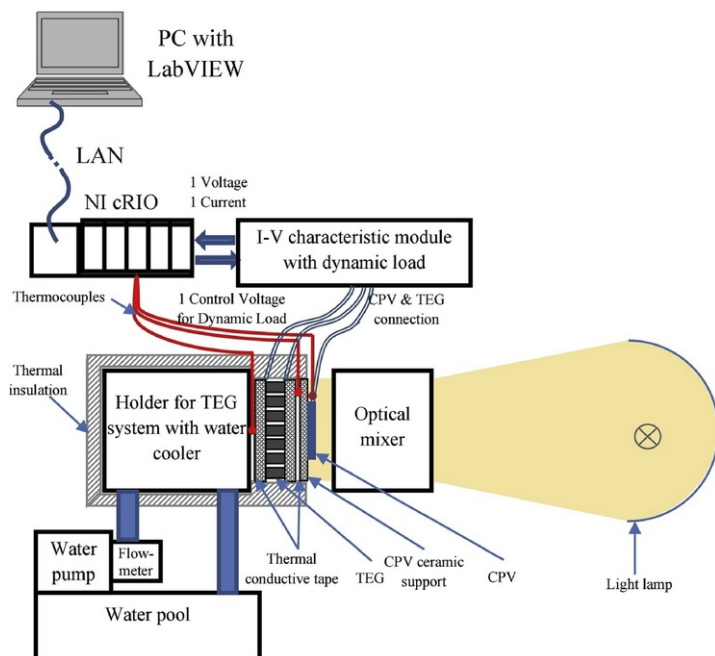 PC with
LabVIEW
LAN
NI cRIO
1 Voltage
1 Current
I-V characteristic module
with dynamic load
Thermocouples
1 Control Voltage
for Dynamic Load
CPV & TEG
connection
Thermal
insulation
Holder for TEG
system with water
cooler
Optical
mixer
Water
pump
Flow-
meter
Thermal
conductive tape
TEG
CPV ceramic
support
CPV
Light lamp
Water pool